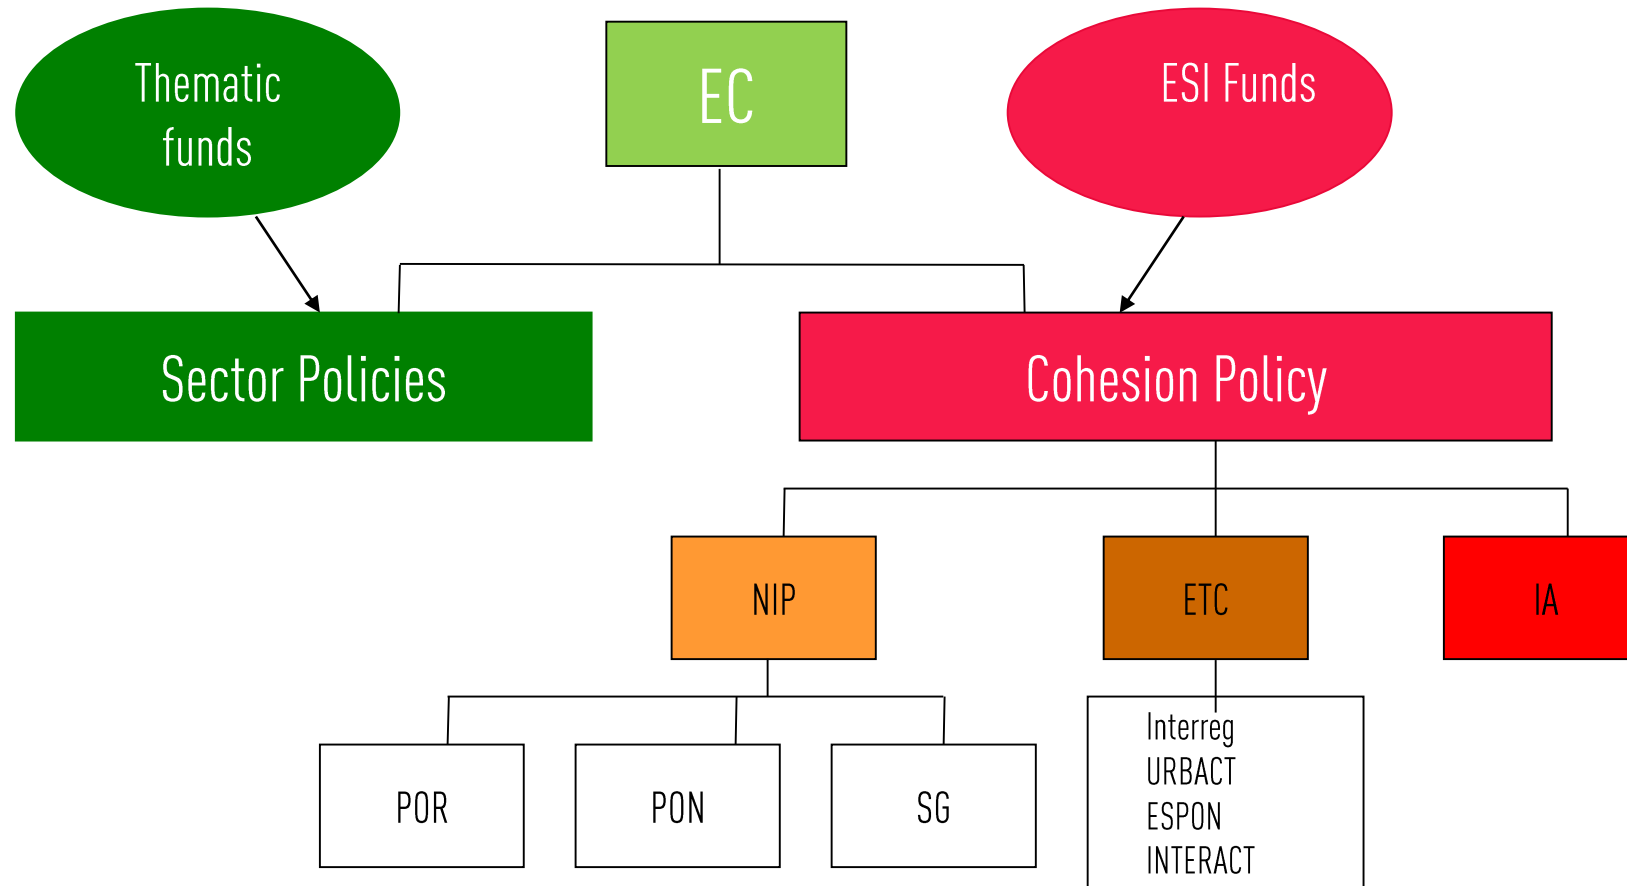 Thematic
funds
EC
ESI Funds
Sector Policies
Cohesion Policy
NIP
ETC
IA
POR
PON
SG
Interreg
URBACT
ESPON
INTERACT